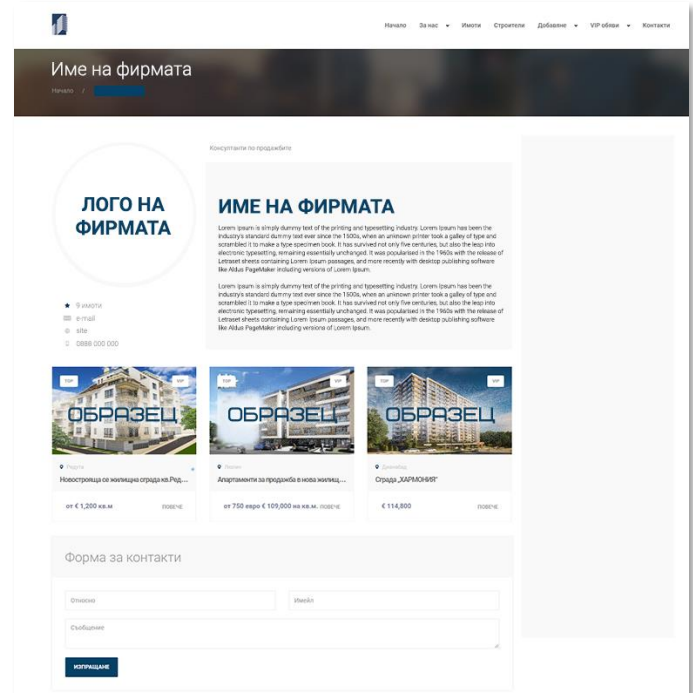 Начало За нас Имоти Строители Добавяне VIP обяви Контакти
Име на фирмата
Начало /
Консултанти по продажбите
ЛОГО НА
ФИРМАТА
9 имоти
e-mail
site
0888 000 000
ИМЕ НА ФИРМАТА
Lorem Ipsum is simply dummy text of the printing and typesetting industry. Lorem Ipsum has been the
industry's standard dummy text ever since the 1500s, when an unknown printer took a galley of type and
scrambled it to make a type specimen book. It has survived not only five centuries, but also the leap into
electronic typesetting, remaining essentially unchanged. It was popularised in the 1960s with the release of
Letraset sheets containing Lorem Ipsum passages, and more recently with desktop publishing software
like Aldus PageMaker including versions of Lorem Ipsum.
Lorem Ipsum is simply dummy text of the printing and typesetting industry. Lorem Ipsum has been the
industry's standard dummy text ever since the 1500s, when an unknown printer took a galley of type and
scrambled it to make a type specimen book. It has survived not only five centuries, but also the leap into
electronic typesetting, remaining essentially unchanged. It was popularised in the 1960s with the release of
Letraset sheets containing Lorem Ipsum passages, and more recently with desktop publishing software
like Aldus PageMaker including versions of Lorem Ipsum.
TOP VIP
ОБРАЗЕЦ
Редута
Новострояща се жилищна сграда кв.Ред...
от € 1,200 кв.м ПОВЕЧЕ
TOP VIP
ОБРАЗЕЦ
Апартаменти за продажба в нова жилищ...
от 750 евро € 109,000 на кв.м. ПОВЕЧЕ
TOP VIP
ОБРАЗЕЦ
Сграда „ХАРМОНИЯ"
€ 114,800 ПОВЕЧЕ
Форма за контакти
Относно
Имейл
Съобщение
ИЗПРАЩАНЕ